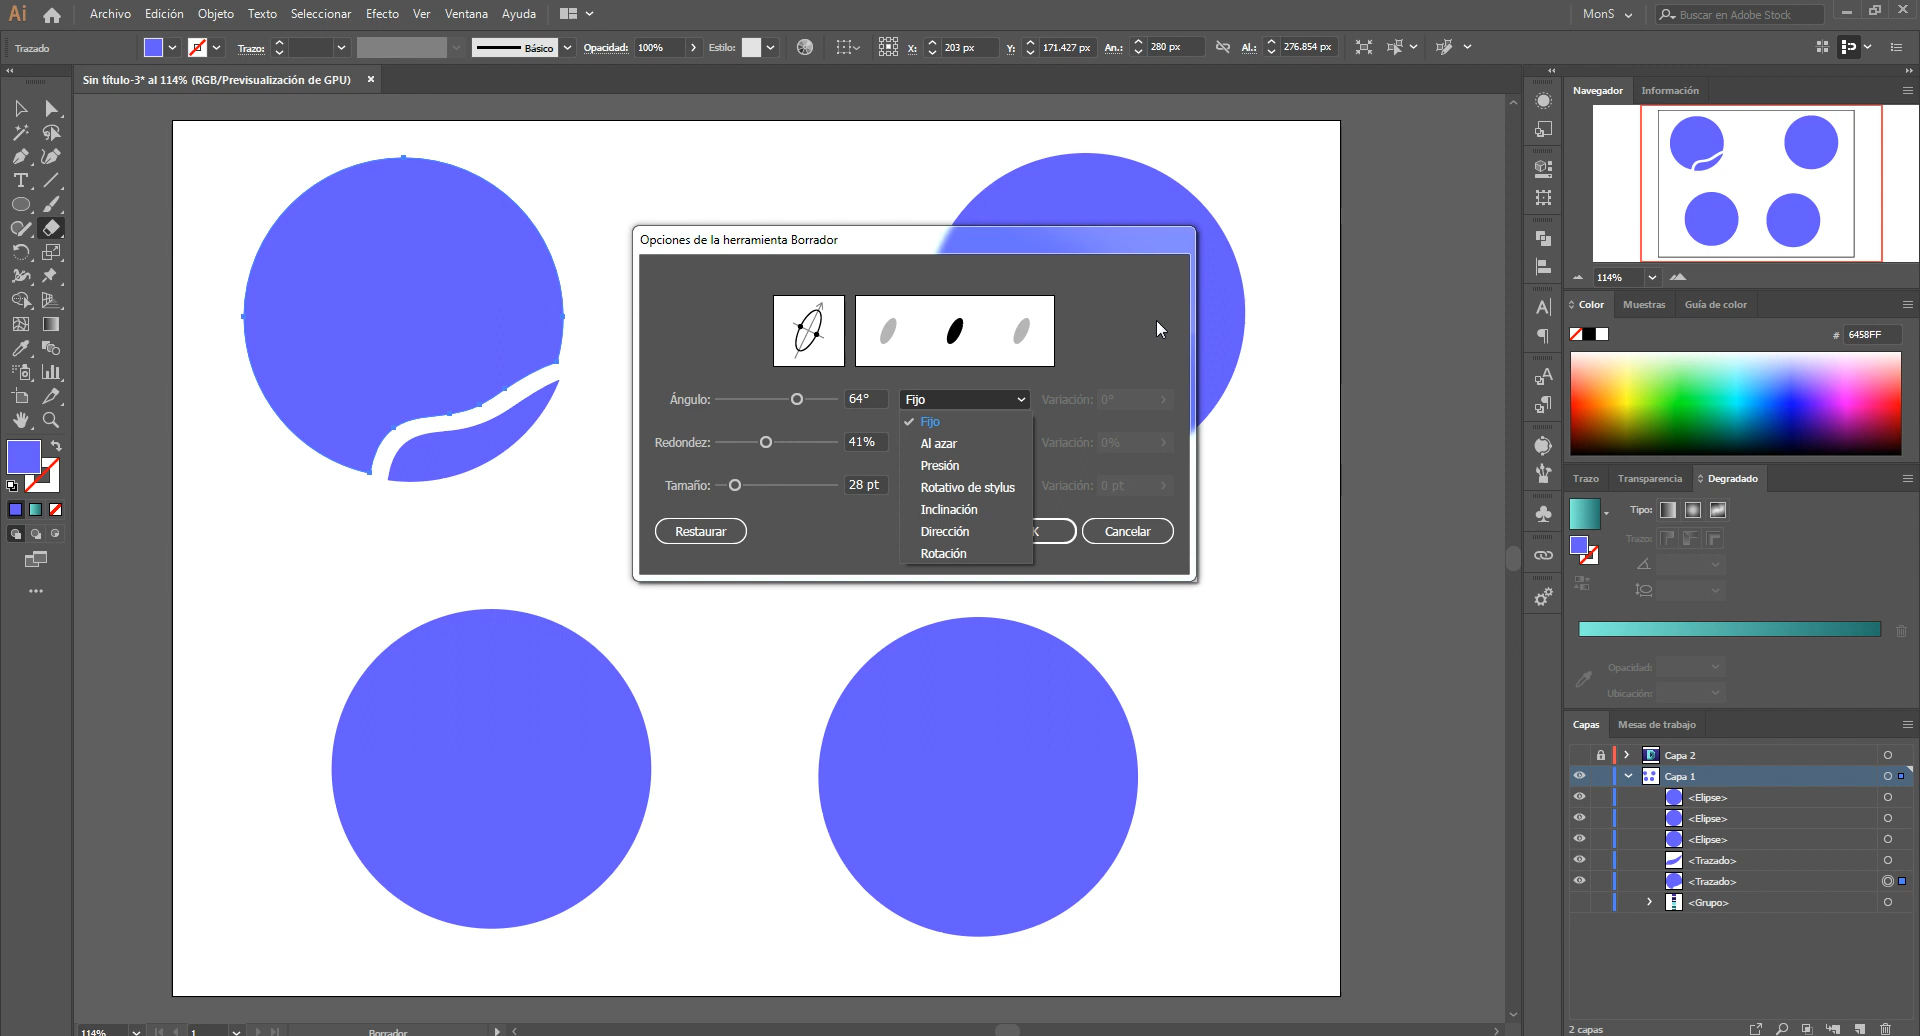 Ai Archivo Edición Objeto Texto Seleccionar Efecto Ver Ventana Ayuda MonS Buscar en Adobe Stock
Trazado Trazo: Básico Opacidad: 100% Estilo: X: 203 px Y: 171.427 px An.: 280 px Al.: 276.854 px
Sin título-3* al 114% (RGB/Previsualización de GPU)
Navegador Información
114%
Color Muestras Guía de color
# 6458FF
Trazo Transparencia Degradado
Tipo:
Trazo:
Opacidad:
Ubicación:
Capas Mesas de trabajo
Capa 2
Capa 1
<Elipse>
<Elipse>
<Elipse>
<Trazado>
<Trazado>
<Grupo>
2 capas
Opciones de la herramienta Borrador
Ángulo: 64° Fijo Variación: 0°
Fijo
Redondez: 41% Al azar Variación: 0%
Presión
Tamaño: 28 pt Rotativo de stylus Variación: 0 pt
Inclinación
Restaurar Dirección K Cancelar
Rotación
114% 1 Borrador